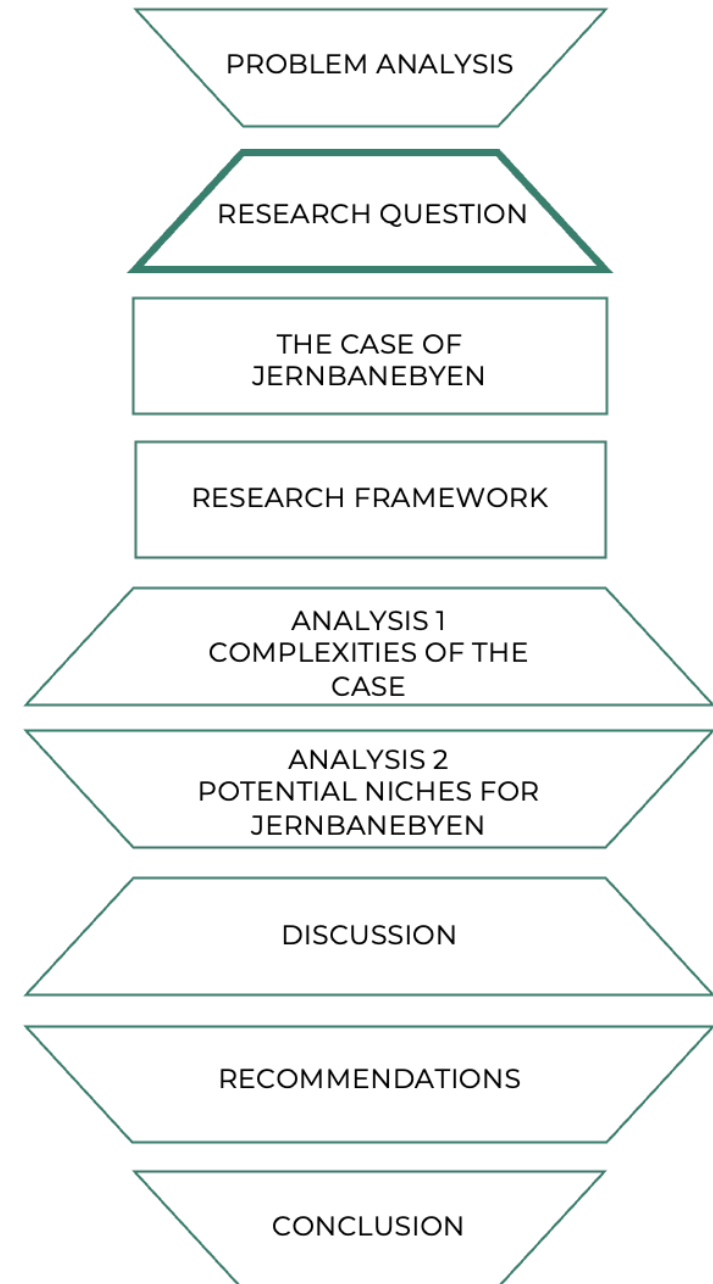 PROBLEM ANALYSIS
RESEARCH QUESTION
THE CASE OF
JERNBANEBYEN
RESEARCH FRAMEWORK
ANALYSIS 1
COMPLEXITIES OF THE
CASE
ANALYSIS 2
POTENTIAL NICHES FOR
JERNBANEBYEN
DISCUSSION
RECOMMENDATIONS
CONCLUSION